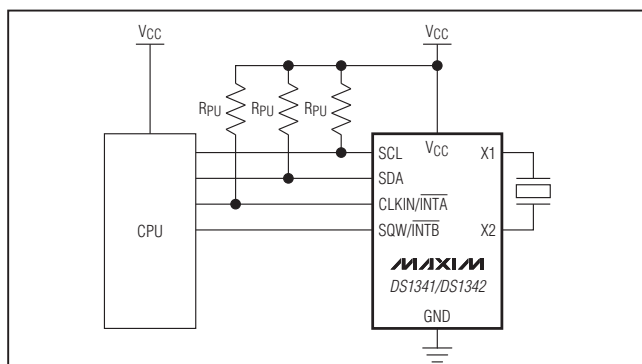 VCC
VCC
RPU
RPU
RPU
SCL
VCC
X1
SDA
CLKIN/INTA
CPU
SQW/INTB
X2
MAXIM
DS1341/DS1342
GND